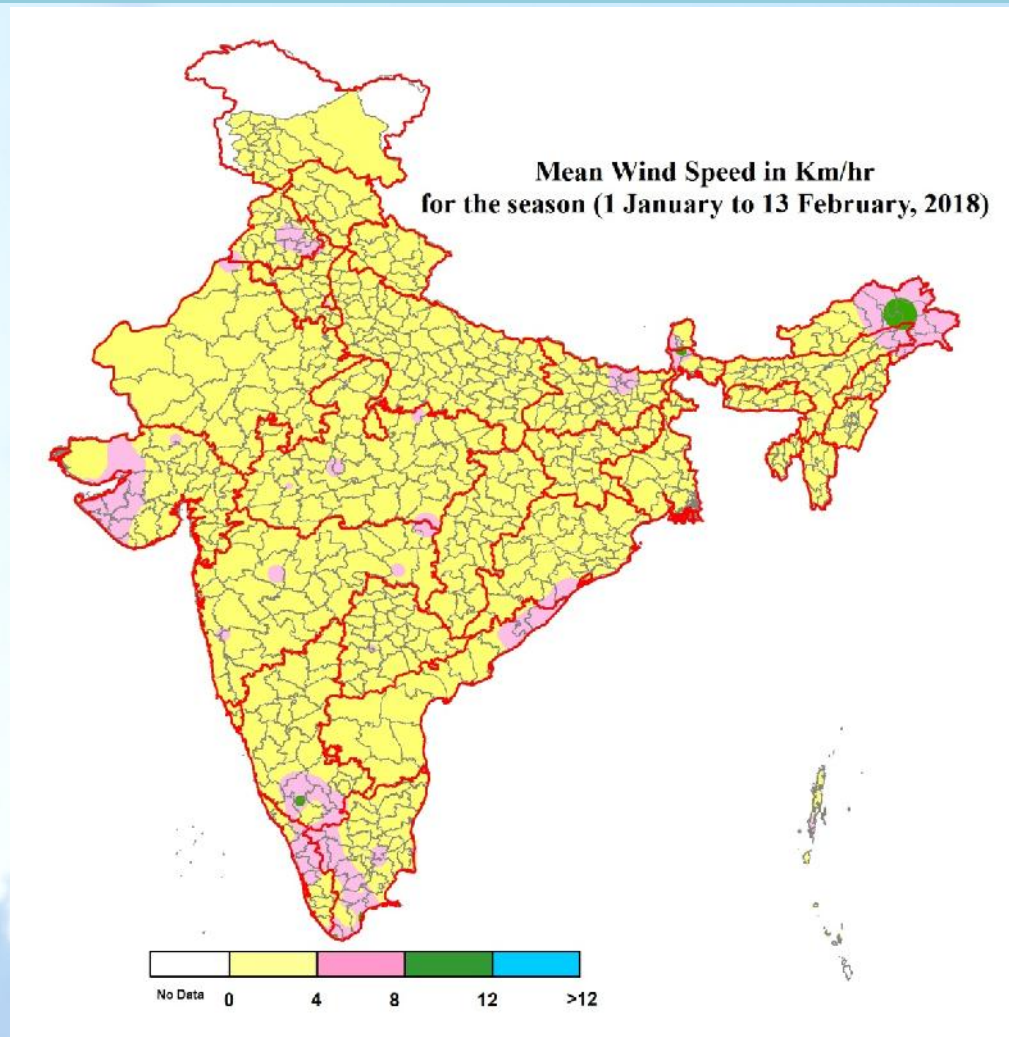 Mean Wind Speed in Km/hr
for the season (1 January to 13 February, 2018)
No Data 0 4 8 12 >12